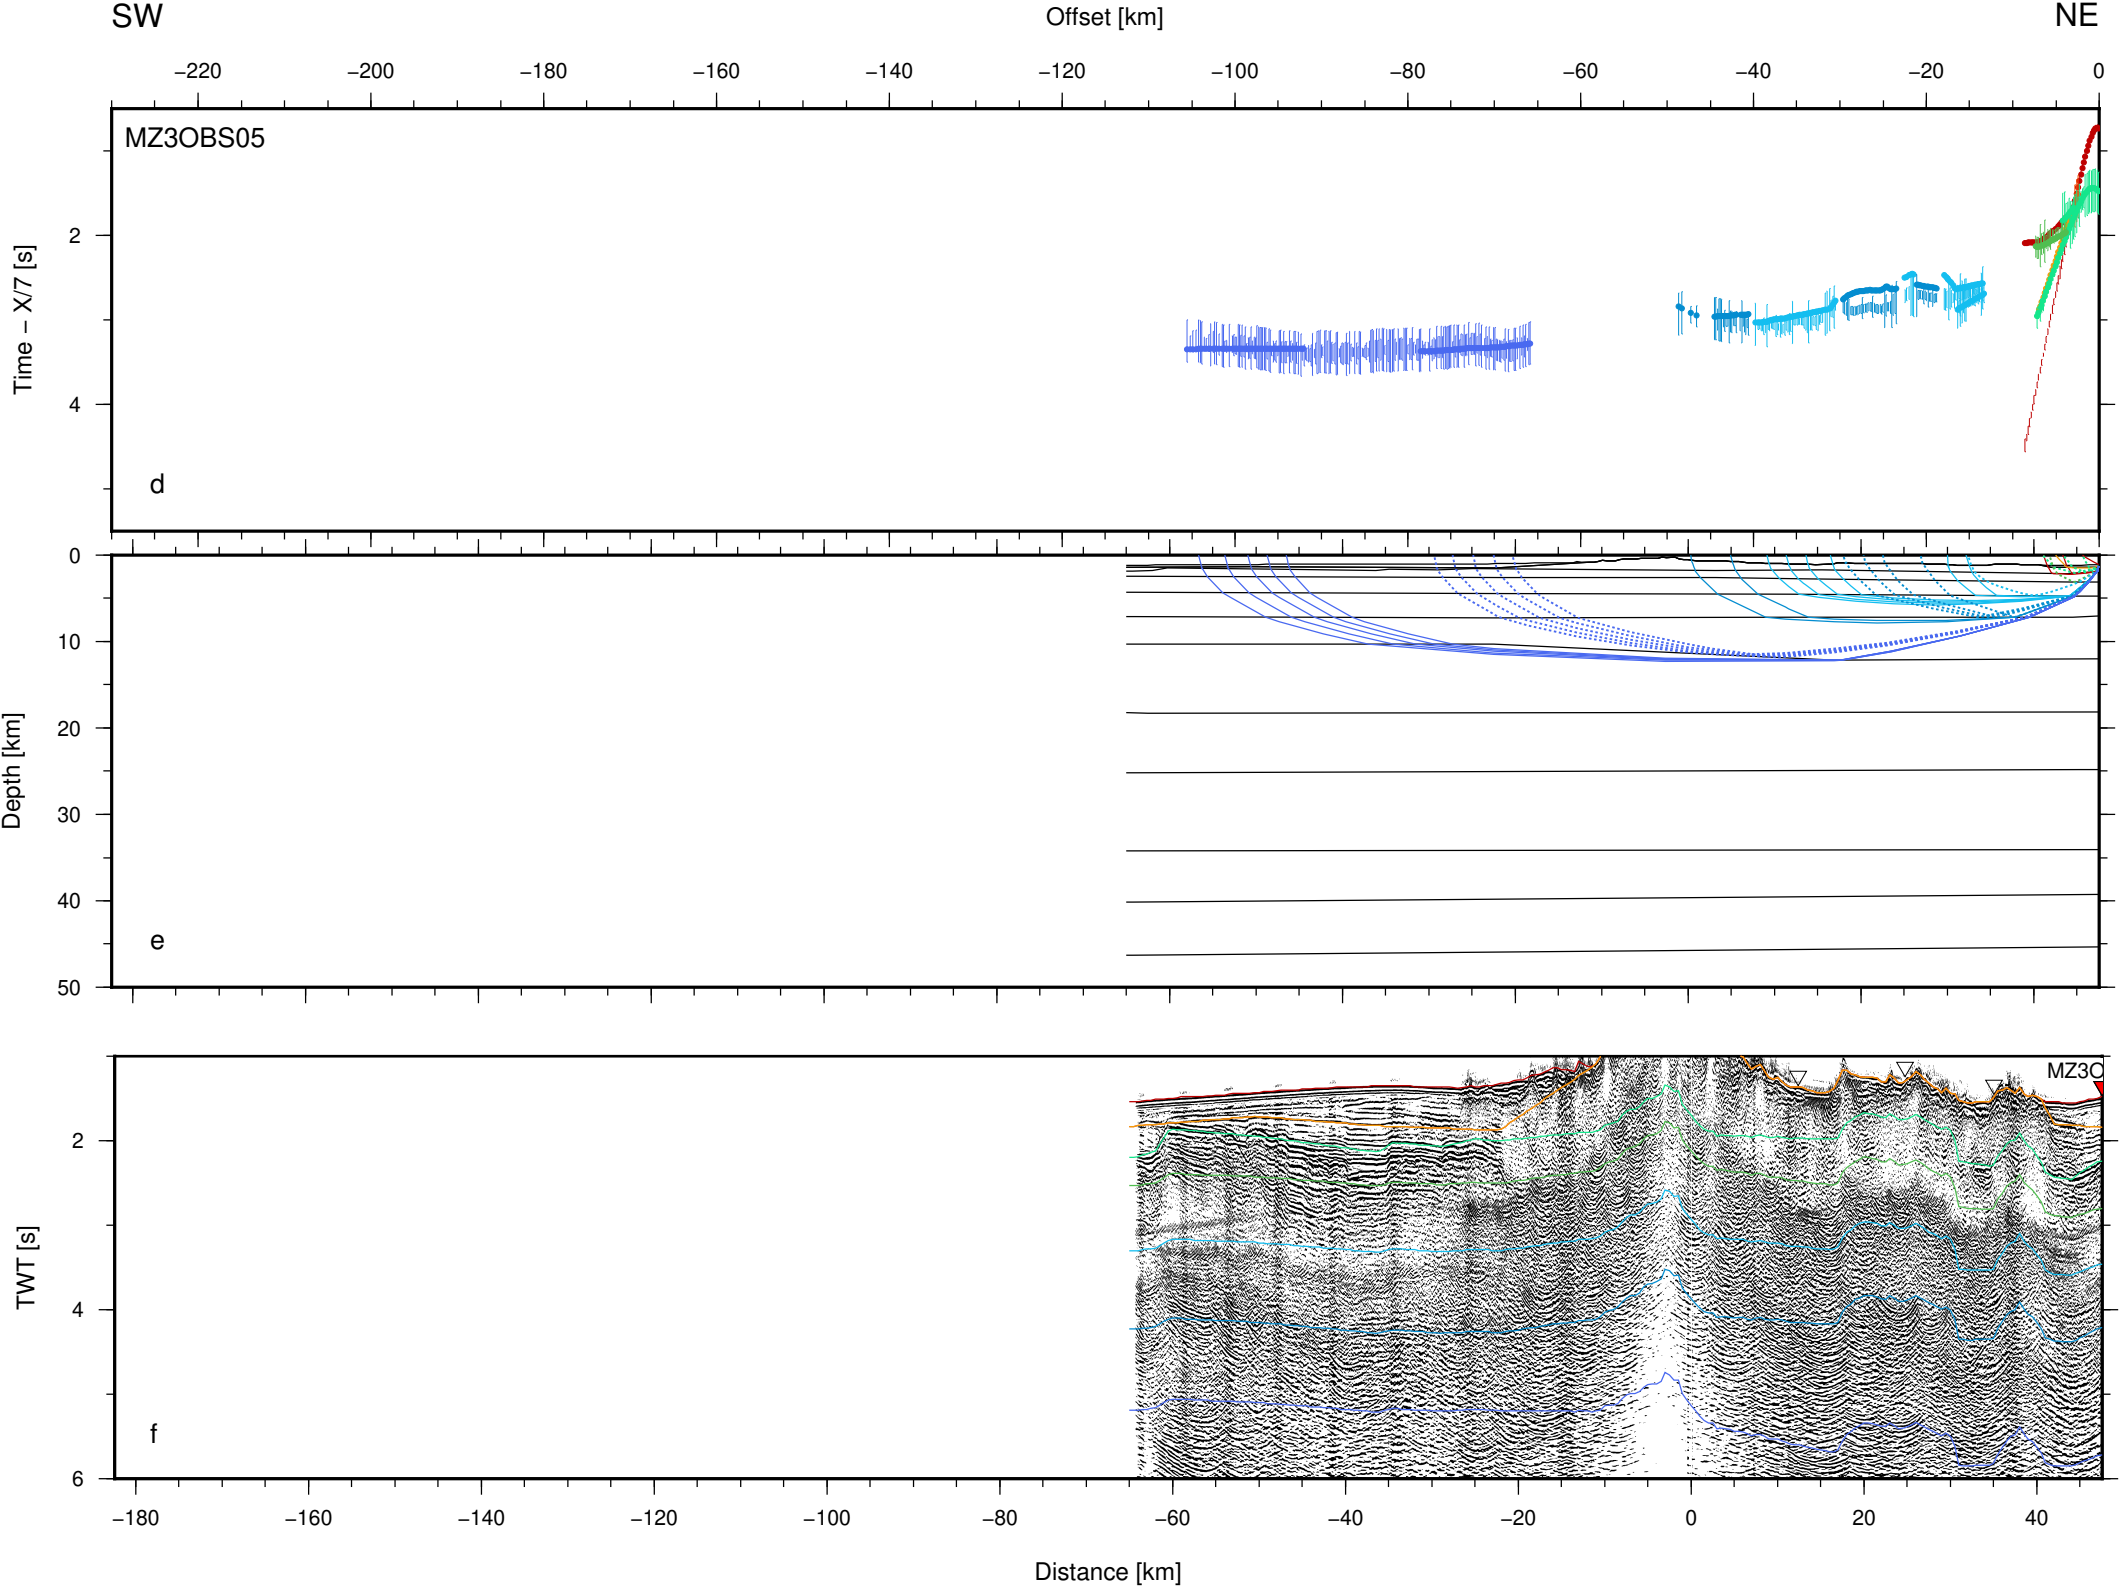 SW Offset [km] NE
−220 −200 −180 −160 −140 −120 −100 −80 −60 −40 −20 0
MZ3OBS05
2
4
Time − X/7 [s]
d
0
10
20
30
40
50
Depth [km]
e
MZ3O
2
4
6
TWT [s]
f
−180 −160 −140 −120 −100 −80 −60 −40 −20 0 20 40
Distance [km]